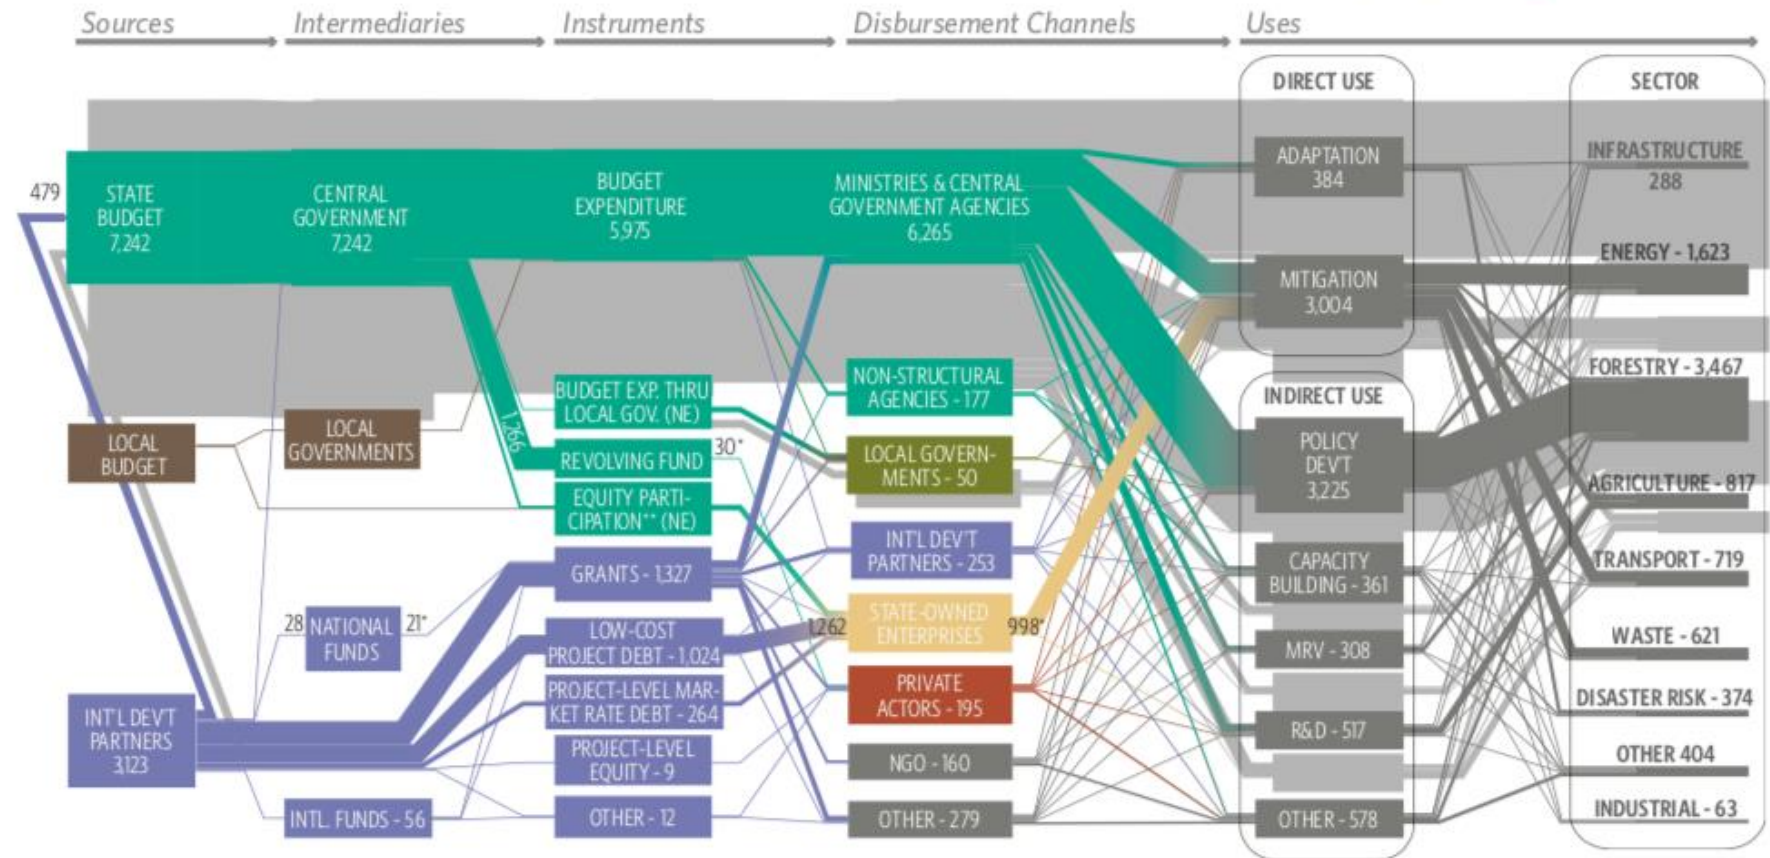 Sources
Intermediaries
Instruments
Disbursement Channels
Uses
479
STATE
BUDGET
7,242
LOCAL
BUDGET
INT'L DEV'T
PARTNERS
3,123
CENTRAL
GOVERNMENT
7,242
LOCAL
GOVERNMENTS
28
NATIONAL
FUNDS
21*
INTL. FUNDS - 56
BUDGET
EXPENDITURE
5,975
1,266
BUDGET EXP. THRU
LOCAL GOV. (NE)
REVOLVING FUND
30*
EQUITY PARTI-
CIPATION** (NE)
GRANTS - 1,327
LOW-COST
PROJECT DEBT - 1,024
PROJECT-LEVEL MAR-
KET RATE DEBT - 264
PROJECT-LEVEL
EQUITY - 9
OTHER - 12
MINISTRIES & CENTRAL
GOVERNMENT AGENCIES
6,265
NON-STRUCTURAL
AGENCIES - 177
LOCAL GOVERN-
MENTS - 50
INT'L DEV'T
PARTNERS - 253
1,262
STATE-OWNED
ENTERPRISES
998*
PRIVATE
ACTORS - 195
NGO - 160
OTHER - 279
DIRECT USE
ADAPTATION
384
MITIGATION
3,004
INDIRECT USE
POLICY
DEV'T
3,225
CAPACITY
BUILDING - 361
MRV - 308
R&D - 517
OTHER - 578
SECTOR
INFRASTRUCTURE
288
ENERGY - 1,623
FORESTRY - 3,467
AGRICULTURE - 817
TRANSPORT - 719
WASTE - 621
DISASTER RISK - 374
OTHER 404
INDUSTRIAL - 63